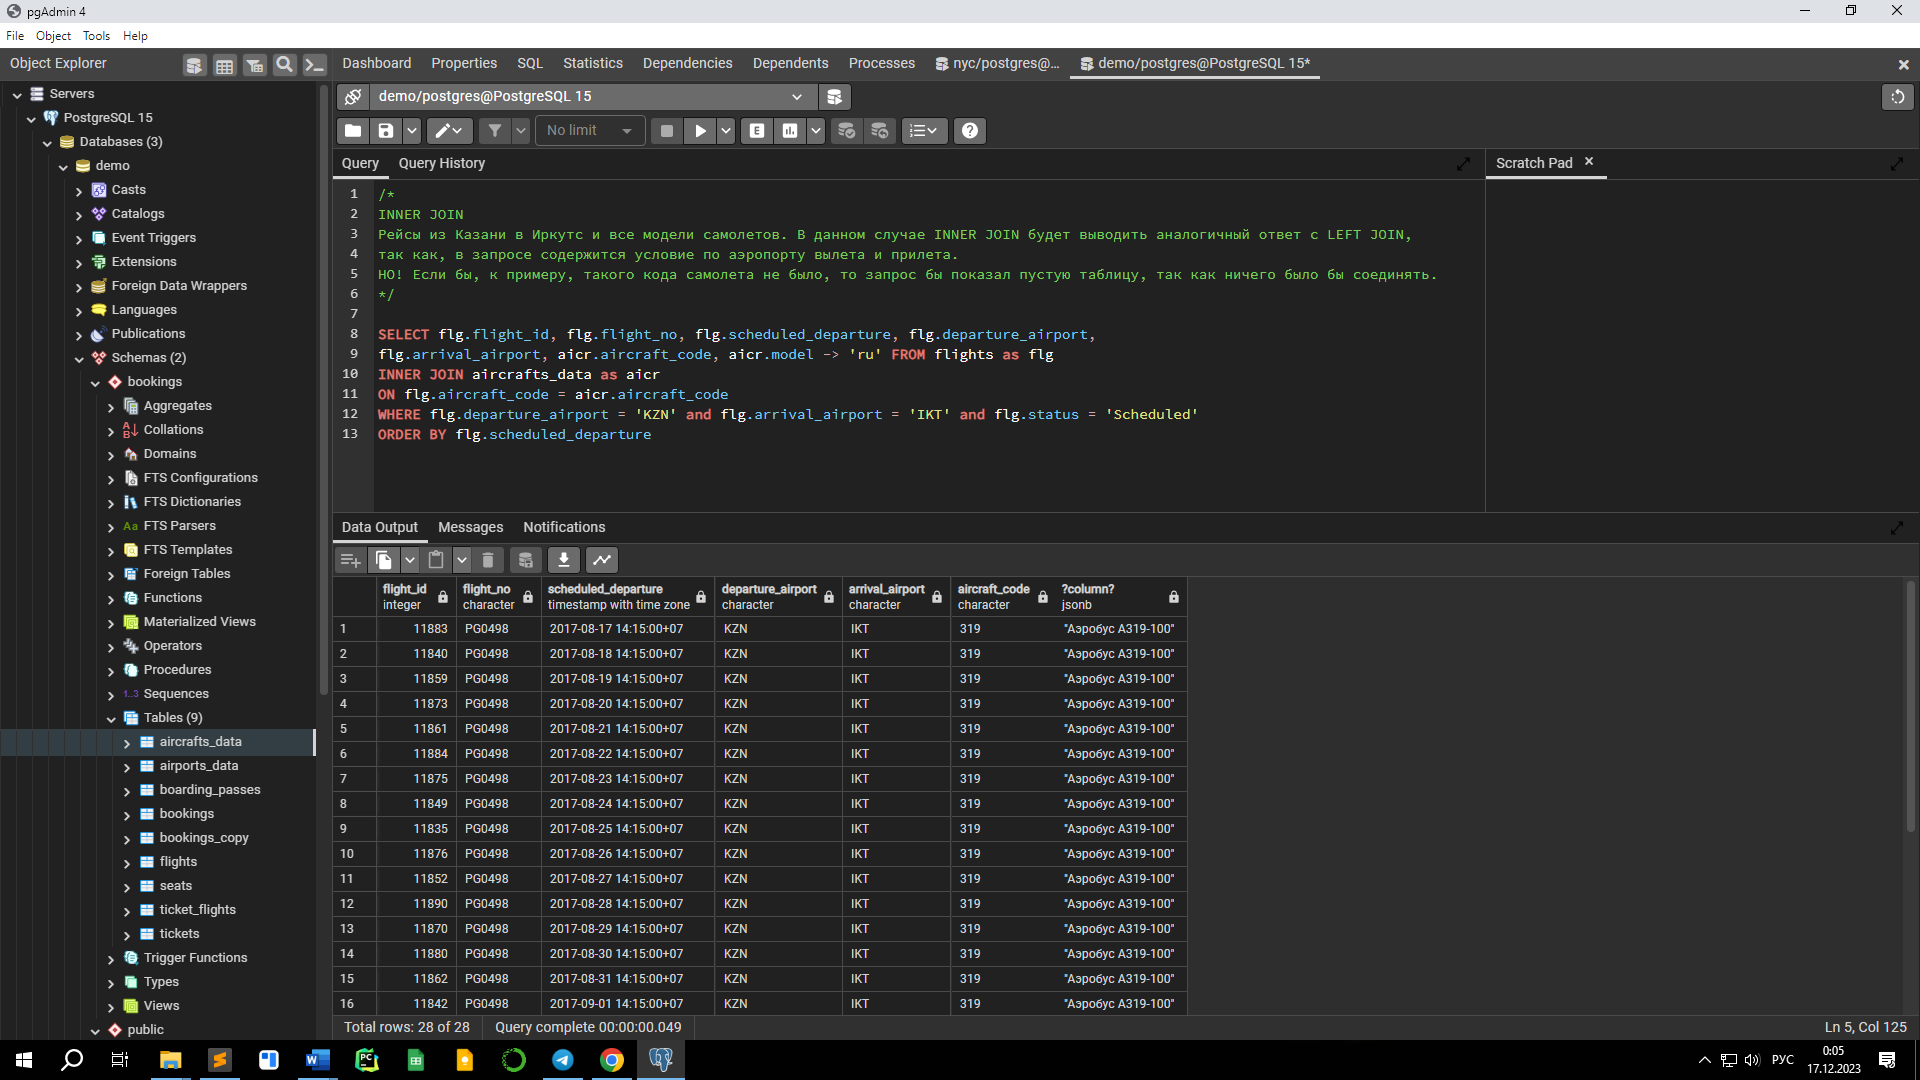 pgAdmin 4
File Object Tools Help
Object Explorer
Dashboard Properties SQL Statistics Dependencies Dependents Processes nyc/postgres@... demo/postgres@PostgreSQL 15*
Servers
PostgreSQL 15
Databases (3)
demo
Casts
Catalogs
Event Triggers
Extensions
Foreign Data Wrappers
Languages
Publications
Schemas (2)
bookings
Aggregates
Collations
Domains
FTS Configurations
FTS Dictionaries
Aa FTS Parsers
FTS Templates
Foreign Tables
Functions
Materialized Views
Operators
Procedures
1..3 Sequences
Tables (9)
aircrafts_data
airports_data
boarding_passes
bookings
bookings_copy
flights
seats
ticket_flights
tickets
Trigger Functions
Types
Views
public
demo/postgres@PostgreSQL 15
No limit
E
Query Query History
Scratch Pad
1 /*
2 INNER JOIN
3 Рейсы из Казани в Иркутс и все модели самолетов. В данном случае INNER JOIN будет выводить аналогичный ответ с LEFT JOIN,
4 так как, в запросе содержится условие по аэропорту вылета и прилета.
5 НО! Если бы, к примеру, такого кода самолета не было, то запрос бы показал пустую таблицу, так как ничего было бы соединять.
6 */
7
8 SELECT flg.flight_id, flg.flight_no, flg.scheduled_departure, flg.departure_airport,
9 flg.arrival_airport, aicr.aircraft_code, aicr.model -> 'ru' FROM flights as flg
10 INNER JOIN aircrafts_data as aicr
11 ON flg.aircraft_code = aicr.aircraft_code
12 WHERE flg.departure_airport = 'KZN' and flg.arrival_airport = 'IKT' and flg.status = 'Scheduled'
13 ORDER BY flg.scheduled_departure
Data Output Messages Notifications
flight_id flight_no scheduled_departure departure_airport arrival_airport aircraft_code ?column?
integer character timestamp with time zone character character character jsonb
1 11883 PG0498 2017-08-17 14:15:00+07 KZN IKT 319 "Аэробус A319-100"
2 11840 PG0498 2017-08-18 14:15:00+07 KZN IKT 319 "Аэробус A319-100"
3 11859 PG0498 2017-08-19 14:15:00+07 KZN IKT 319 "Аэробус A319-100"
4 11873 PG0498 2017-08-20 14:15:00+07 KZN IKT 319 "Аэробус A319-100"
5 11861 PG0498 2017-08-21 14:15:00+07 KZN IKT 319 "Аэробус A319-100"
6 11884 PG0498 2017-08-22 14:15:00+07 KZN IKT 319 "Аэробус A319-100"
7 11875 PG0498 2017-08-23 14:15:00+07 KZN IKT 319 "Аэробус A319-100"
8 11849 PG0498 2017-08-24 14:15:00+07 KZN IKT 319 "Аэробус A319-100"
9 11835 PG0498 2017-08-25 14:15:00+07 KZN IKT 319 "Аэробус A319-100"
10 11876 PG0498 2017-08-26 14:15:00+07 KZN IKT 319 "Аэробус A319-100"
11 11852 PG0498 2017-08-27 14:15:00+07 KZN IKT 319 "Аэробус A319-100"
12 11890 PG0498 2017-08-28 14:15:00+07 KZN IKT 319 "Аэробус A319-100"
13 11870 PG0498 2017-08-29 14:15:00+07 KZN IKT 319 "Аэробус A319-100"
14 11880 PG0498 2017-08-30 14:15:00+07 KZN IKT 319 "Аэробус A319-100"
15 11862 PG0498 2017-08-31 14:15:00+07 KZN IKT 319 "Аэробус A319-100"
16 11842 PG0498 2017-09-01 14:15:00+07 KZN IKT 319 "Аэробус A319-100"
Total rows: 28 of 28 Query complete 00:00:00.049
Ln 5, Col 125
РУС
0:05
17.12.2023